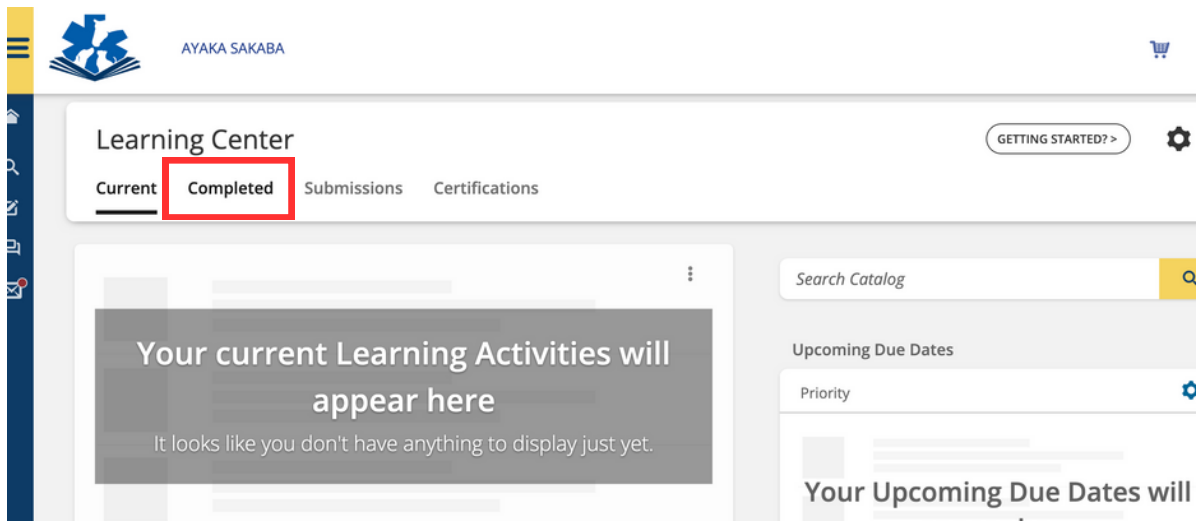 AYAKA SAKABA
Learning Center
GETTING STARTED? >
Current Completed Submissions Certifications
Your current Learning Activities will
appear here
It looks like you don't have anything to display just yet.
Search Catalog
Upcoming Due Dates
Priority
Your Upcoming Due Dates will